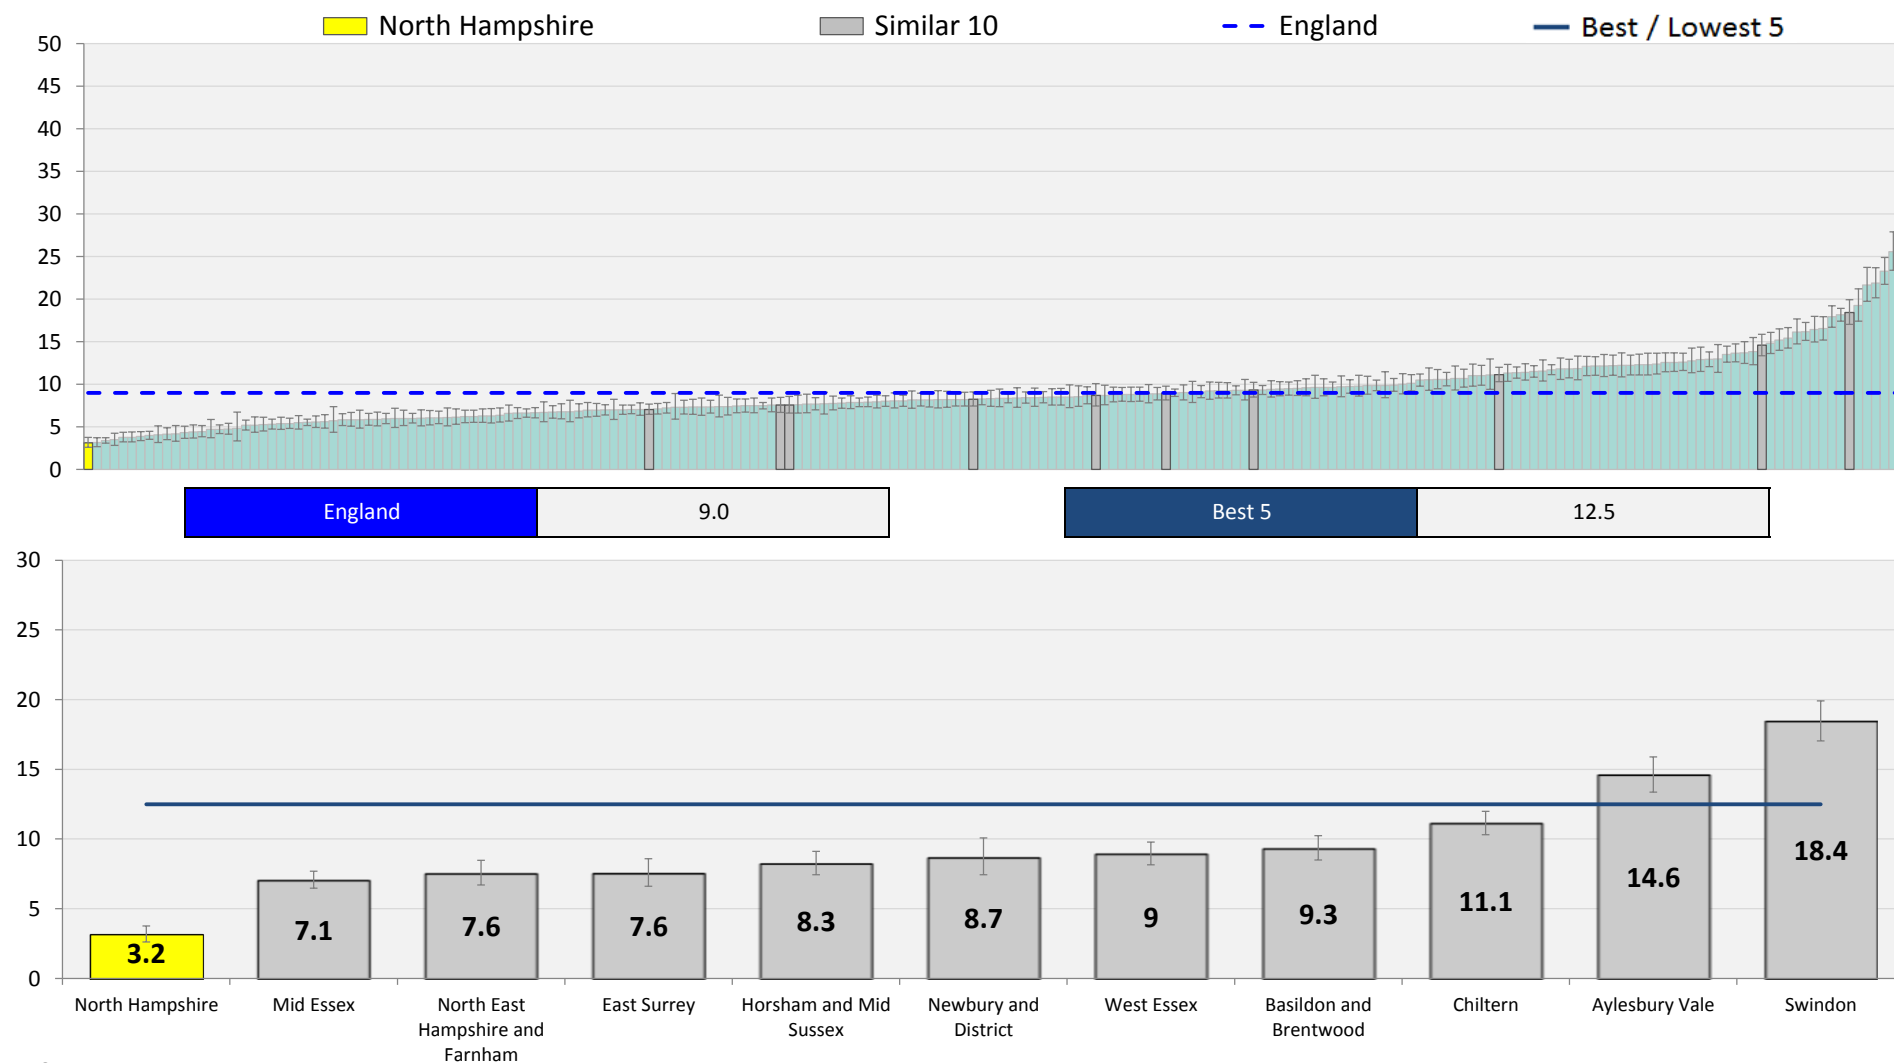 North Hampshire
Similar 10
England
Best / Lowest 5
50
45
40
35
30
25
20
15
10
5
0
England 9.0
Best 5 12.5
30
25
20
15
10
5
0
3.2
7.1
7.6
7.6
8.3
8.7
9
9.3
11.1
14.6
18.4
North Hampshire
Mid Essex
North East
Hampshire and
Farnham
East Surrey
Horsham and Mid
Sussex
Newbury and
District
West Essex
Basildon and
Brentwood
Chiltern
Aylesbury Vale
Swindon